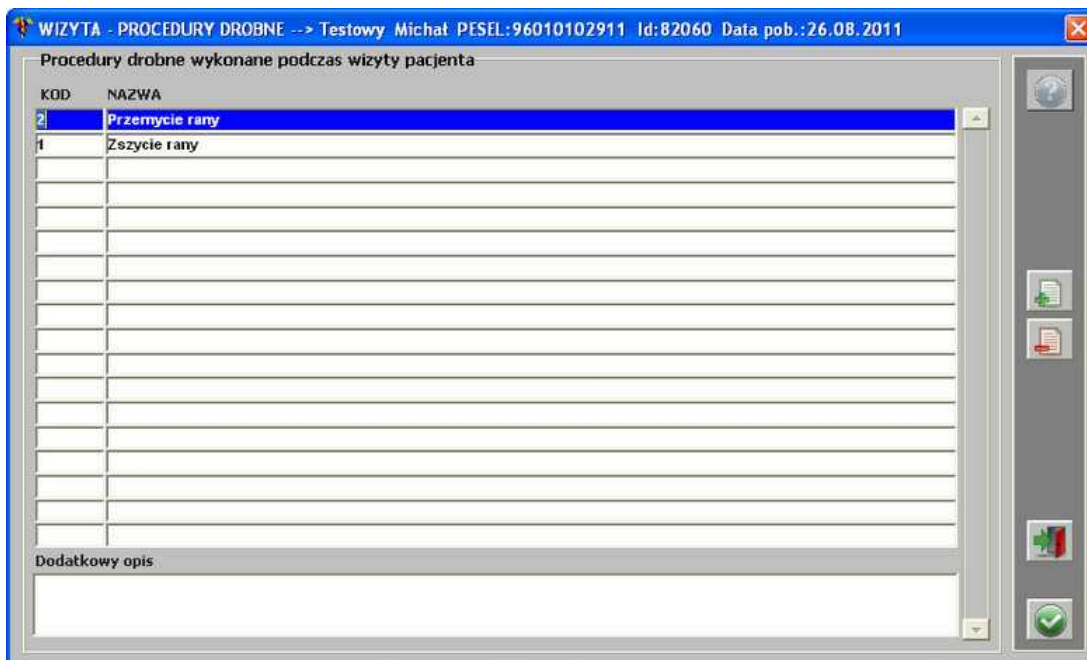 WIZYTA - PROCEDURY DROBNE --> Testowy Michał PESEL:96010102911 Id:82060 Data pob.:26.08.2011
Procedury drobne wykonane podczas wizyty pacjenta
KOD NAZWA
2 Przemycie rany
1 Zszycie rany
Dodatkowy opis